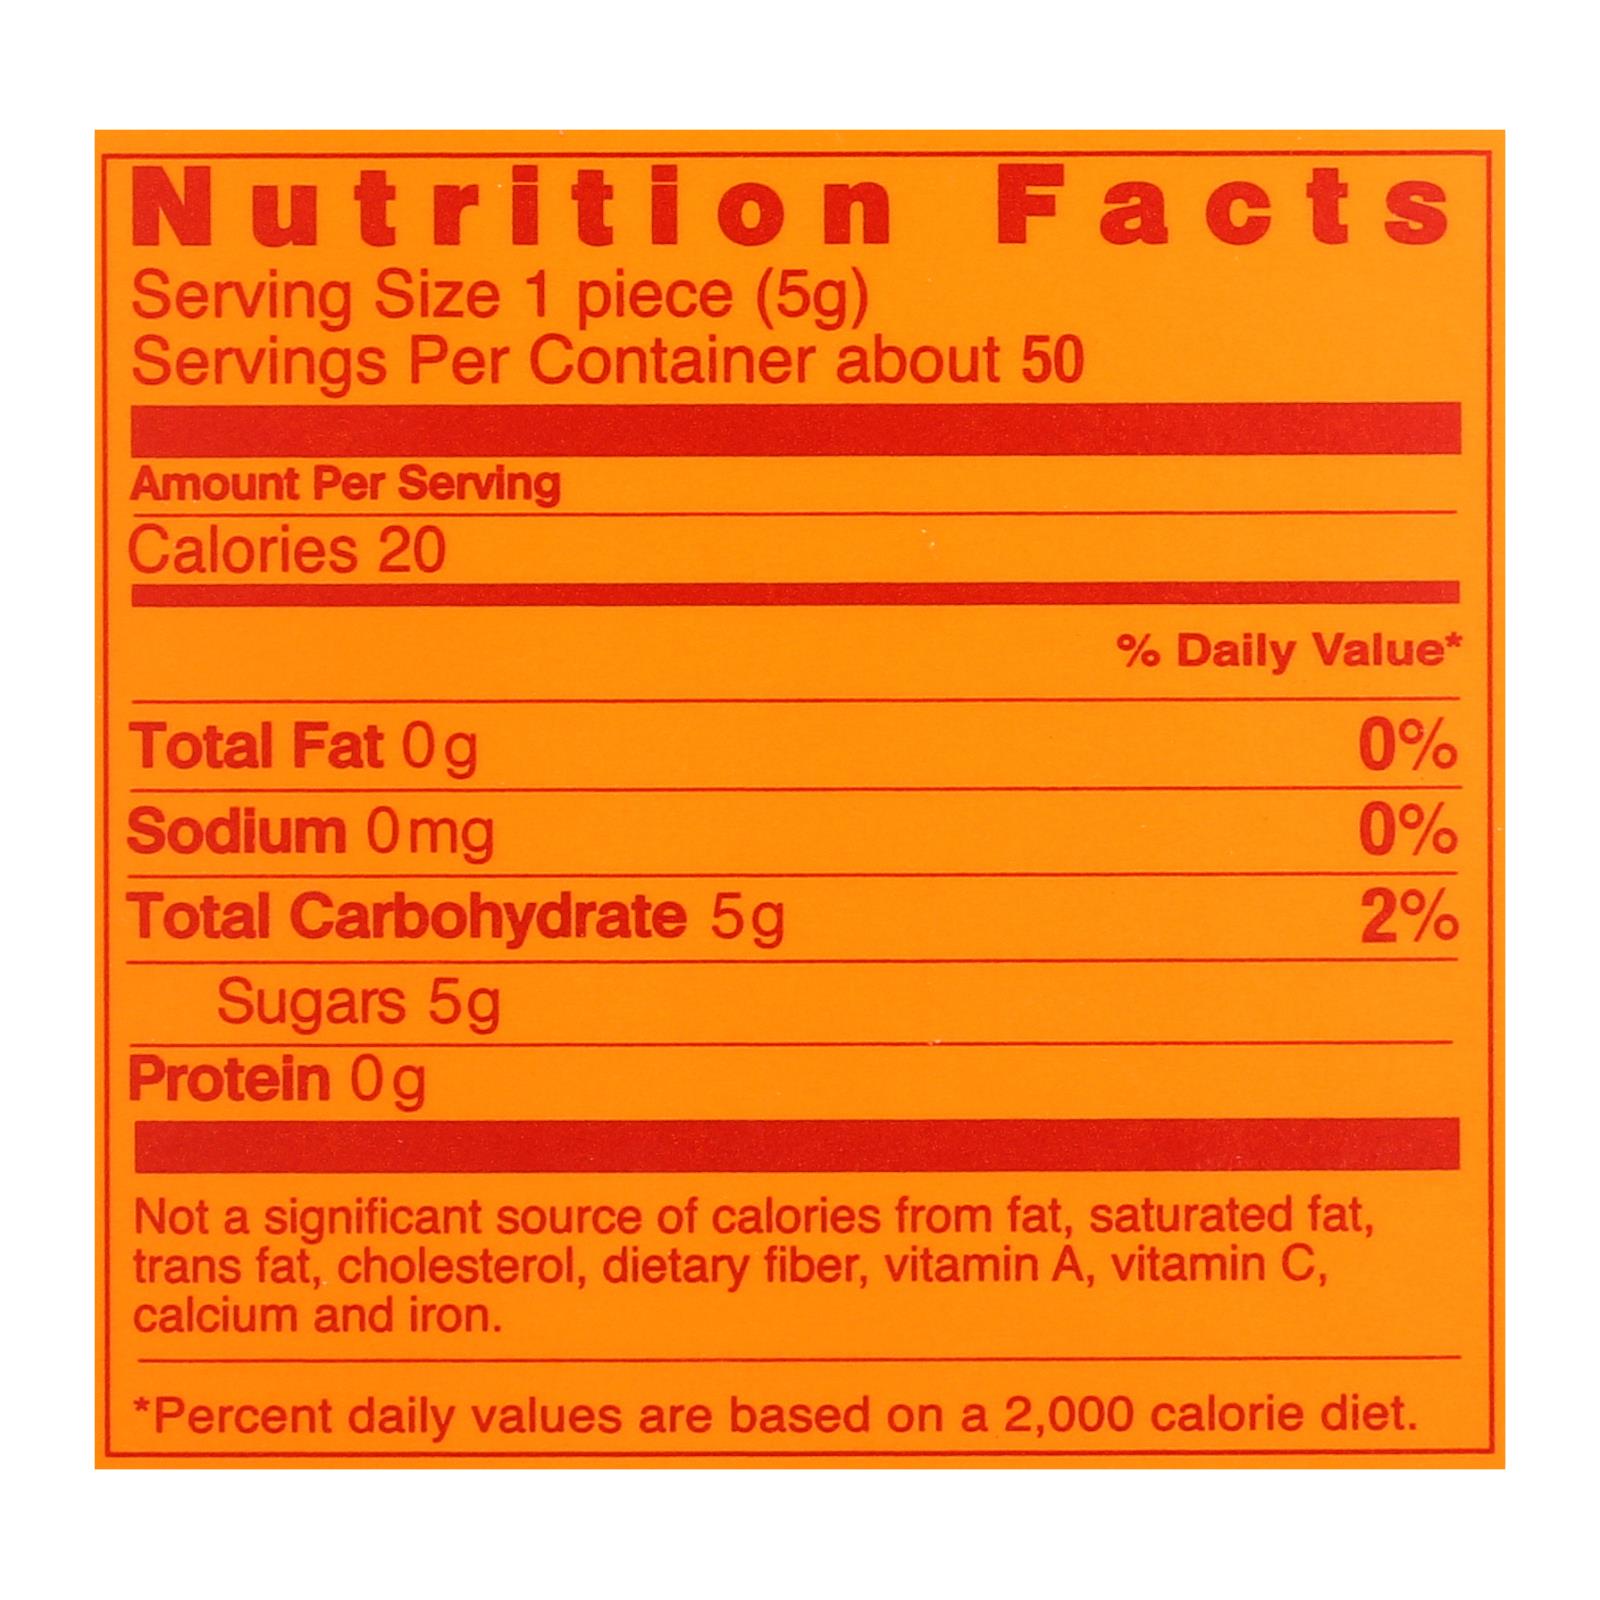 Nutrition Facts
Serving Size 1 piece (5g)
Servings Per Container about 50
Amount Per Serving
Calories 20
% Daily Value*
Total Fat 0g 0%
Sodium 0mg 0%
Total Carbohydrate 5g 2%
Sugars 5g
Protein 0g
Not a significant source of calories from fat, saturated fat,
trans fat, cholesterol, dietary fiber, vitamin A, vitamin C,
calcium and iron.
*Percent daily values are based on a 2,000 calorie diet.